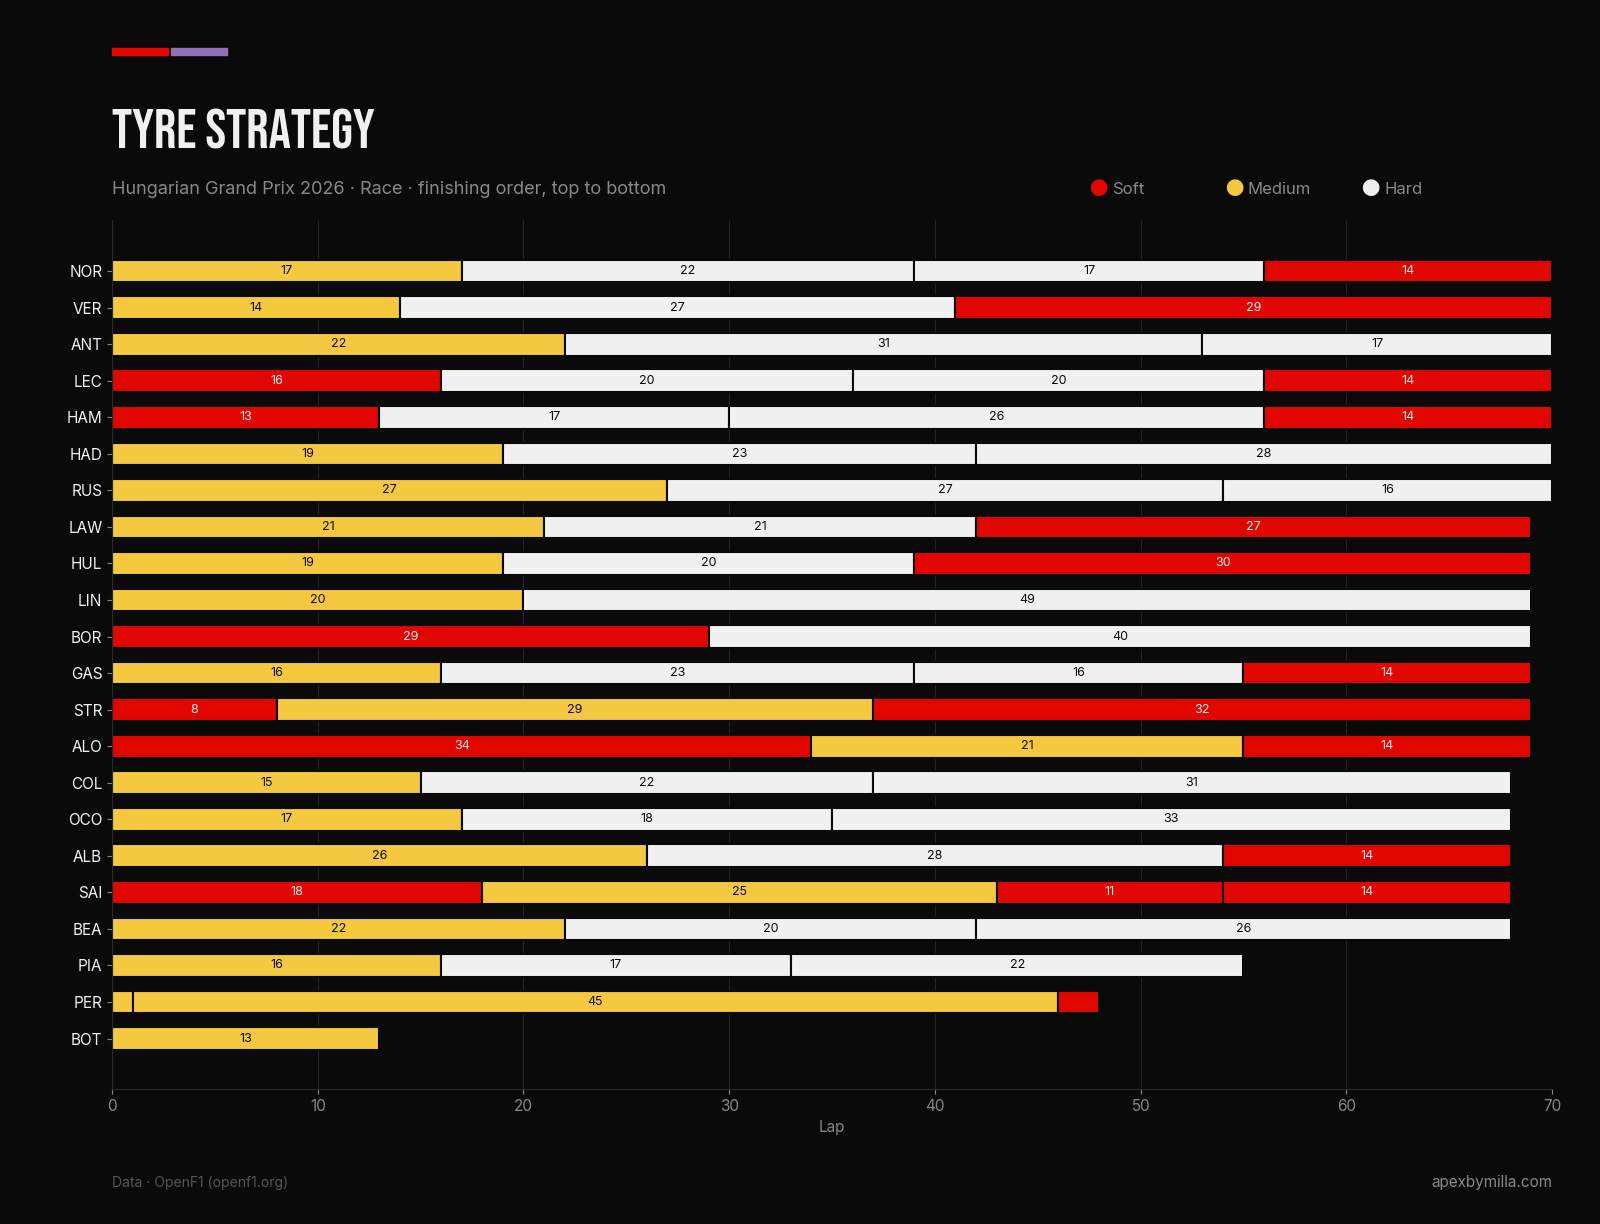 TYRE STRATEGY
Hungarian Grand Prix 2026 · Race · finishing order, top to bottom
Soft Medium Hard
NOR 17 22 17 14
VER 14 27 29
ANT 22 31 17
LEC 16 20 20 14
HAM 13 17 26 14
HAD 19 23 28
RUS 27 27 16
LAW 21 21 27
HUL 19 20 30
LIN 20 49
BOR 29 40
GAS 16 23 16 14
STR 8 29 32
ALO 34 21 14
COL 15 22 31
OCO 17 18 33
ALB 26 28 14
SAI 18 25 11 14
BEA 22 20 26
PIA 16 17 22
PER 45
BOT 13
0 10 20 30 40 50 60 70
Lap
Data · OpenF1 (openf1.org)
apexbymilla.com